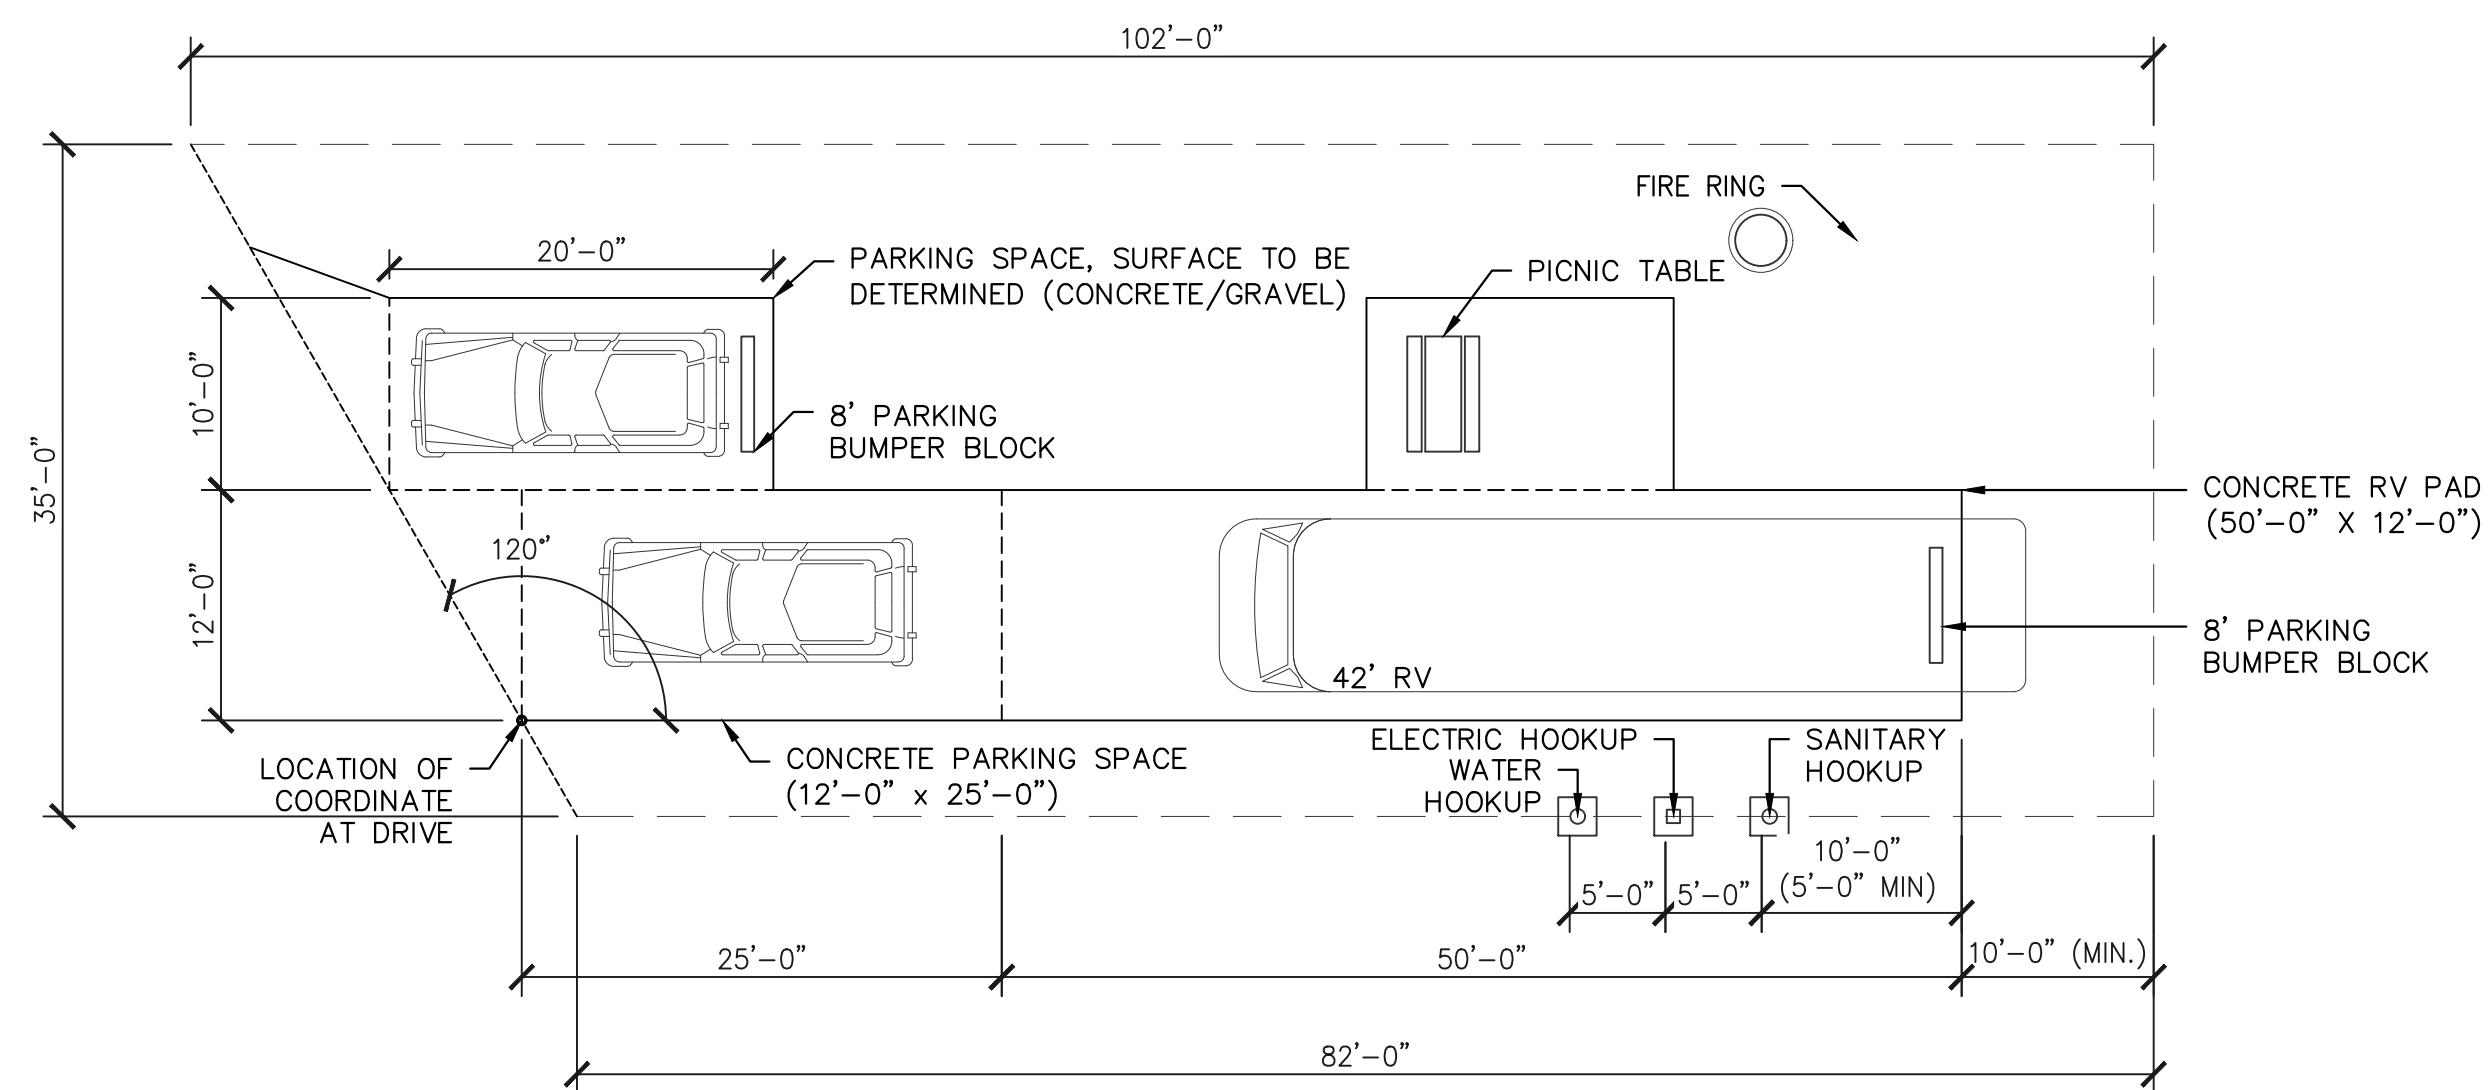 102'-0"
FIRE RING
20'-0"
PARKING SPACE, SURFACE TO BE
DETERMINED (CONCRETE/GRAVEL)
PICNIC TABLE
10'-0"
8' PARKING
BUMPER BLOCK
35'-0"
CONCRETE RV PAD
(50'-0" X 12'-0")
120°'
12'-0"
8' PARKING
BUMPER BLOCK
42' RV
LOCATION OF
COORDINATE
AT DRIVE
CONCRETE PARKING SPACE
(12'-0" x 25'-0")
ELECTRIC HOOKUP
WATER
HOOKUP
SANITARY
HOOKUP
5'-0"
5'-0"
10'-0"
(5'-0" MIN)
25'-0"
50'-0"
10'-0" (MIN.)
82'-0"